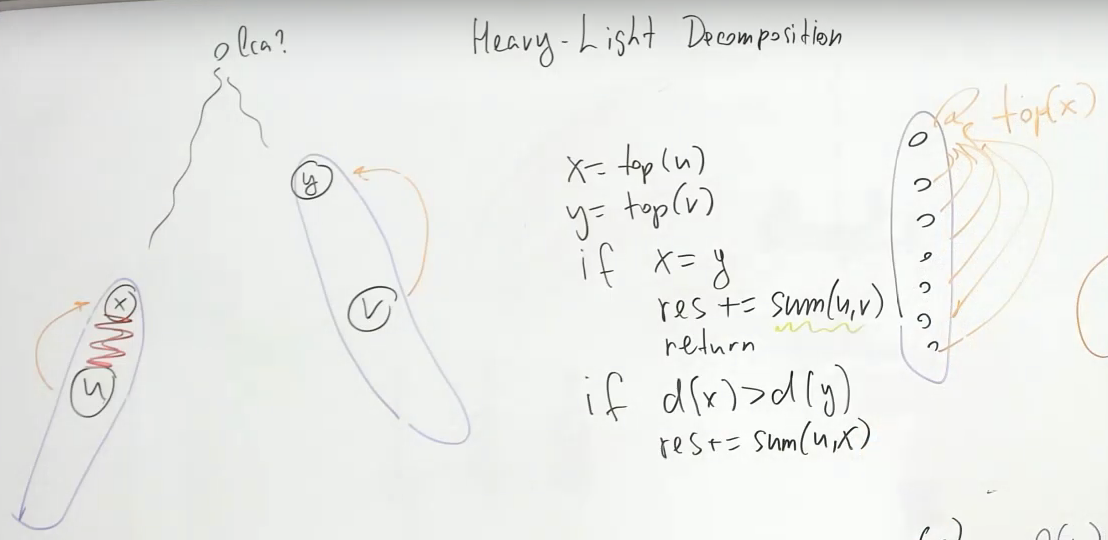 Heavy-Light Decomposition
lca?
top(x)
x= top(u)
y= top(v)
if x=y
res += sum(u,v)
return
if d(x)>d(y)
res+= sum(u,x)
y
v
x
u